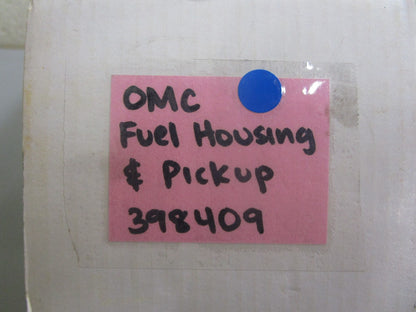 OMC
Fuel Housing
& Pickup
398409